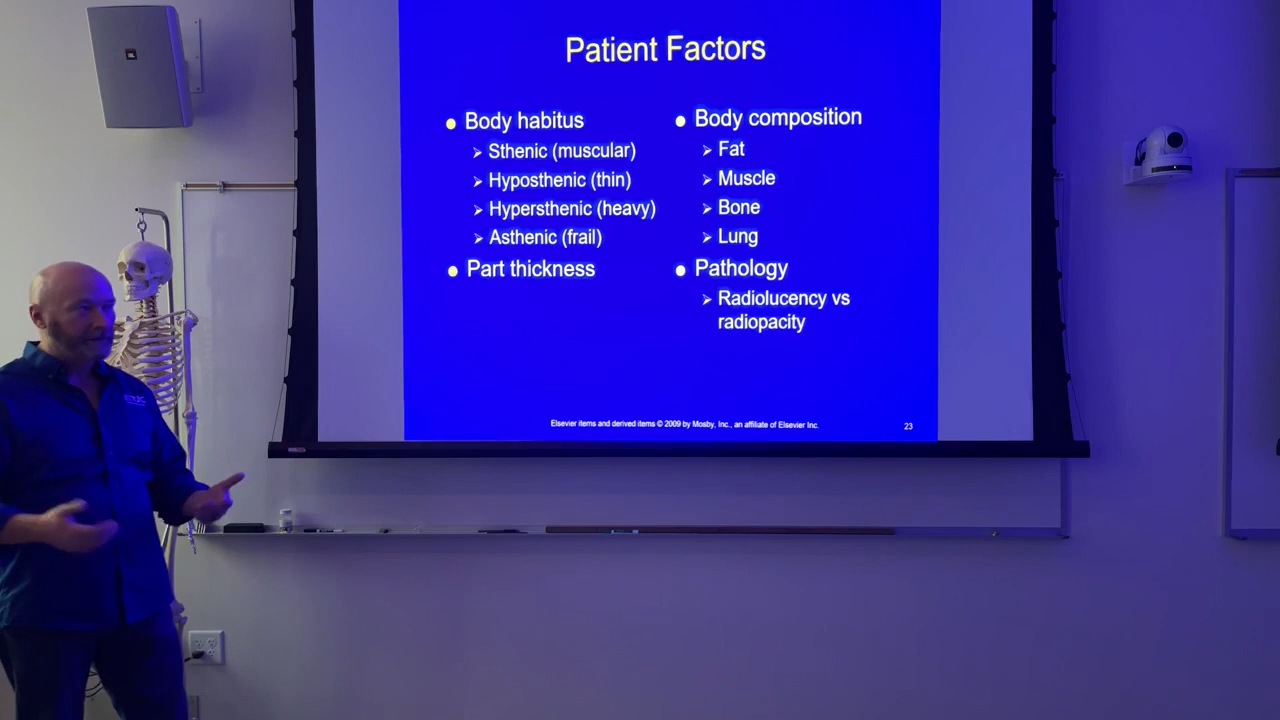 Patient Factors
Body habitus
Sthenic (muscular)
Hyposthenic (thin)
Hypersthenic (heavy)
Asthenic (frail)
Part thickness
Body composition
Fat
Muscle
Bone
Lung
Pathology
Radiolucency vs
radiopacity
Elsevier items and derived items © 2009 by Mosby, Inc., an affiliate of Elsevier Inc.
23
JBL